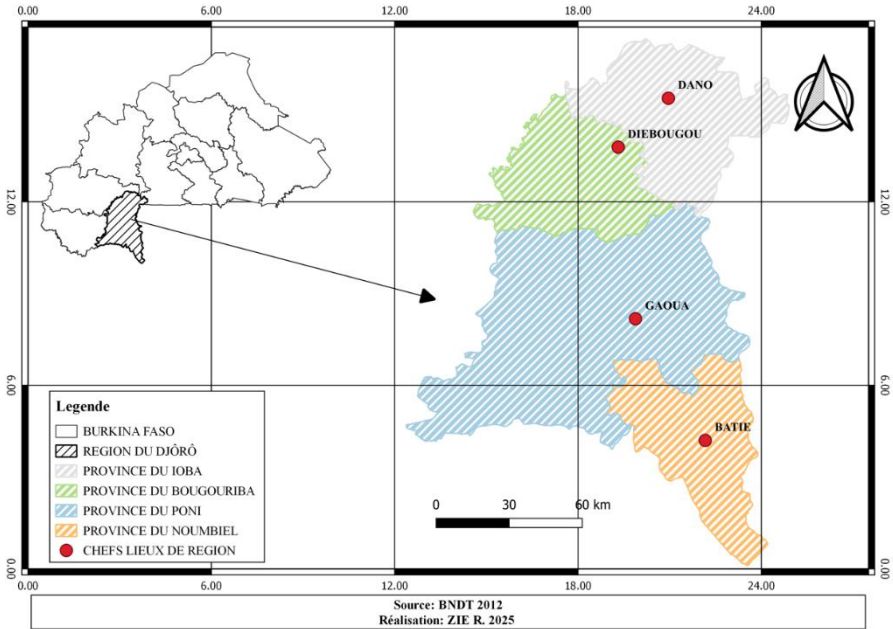 0.00 6.00 12.00 18.00 24.00
DANO
DIEBOUGOU
12.00 12.00
GAOUA
6.00 6.00
Legende
BURKINA FASO
REGION DU DJÔRÔ
PROVINCE DU IOBA
PROVINCE DU BOUGOURIBA
PROVINCE DU PONI
PROVINCE DU NOUMBIEL
CHEFS LIEUX DE REGION
BATIE
0 30 60 km
0.00 0.00
0.00 6.00 12.00 18.00 24.00
Source: BNDT 2012
Réalisation: ZIE R. 2025